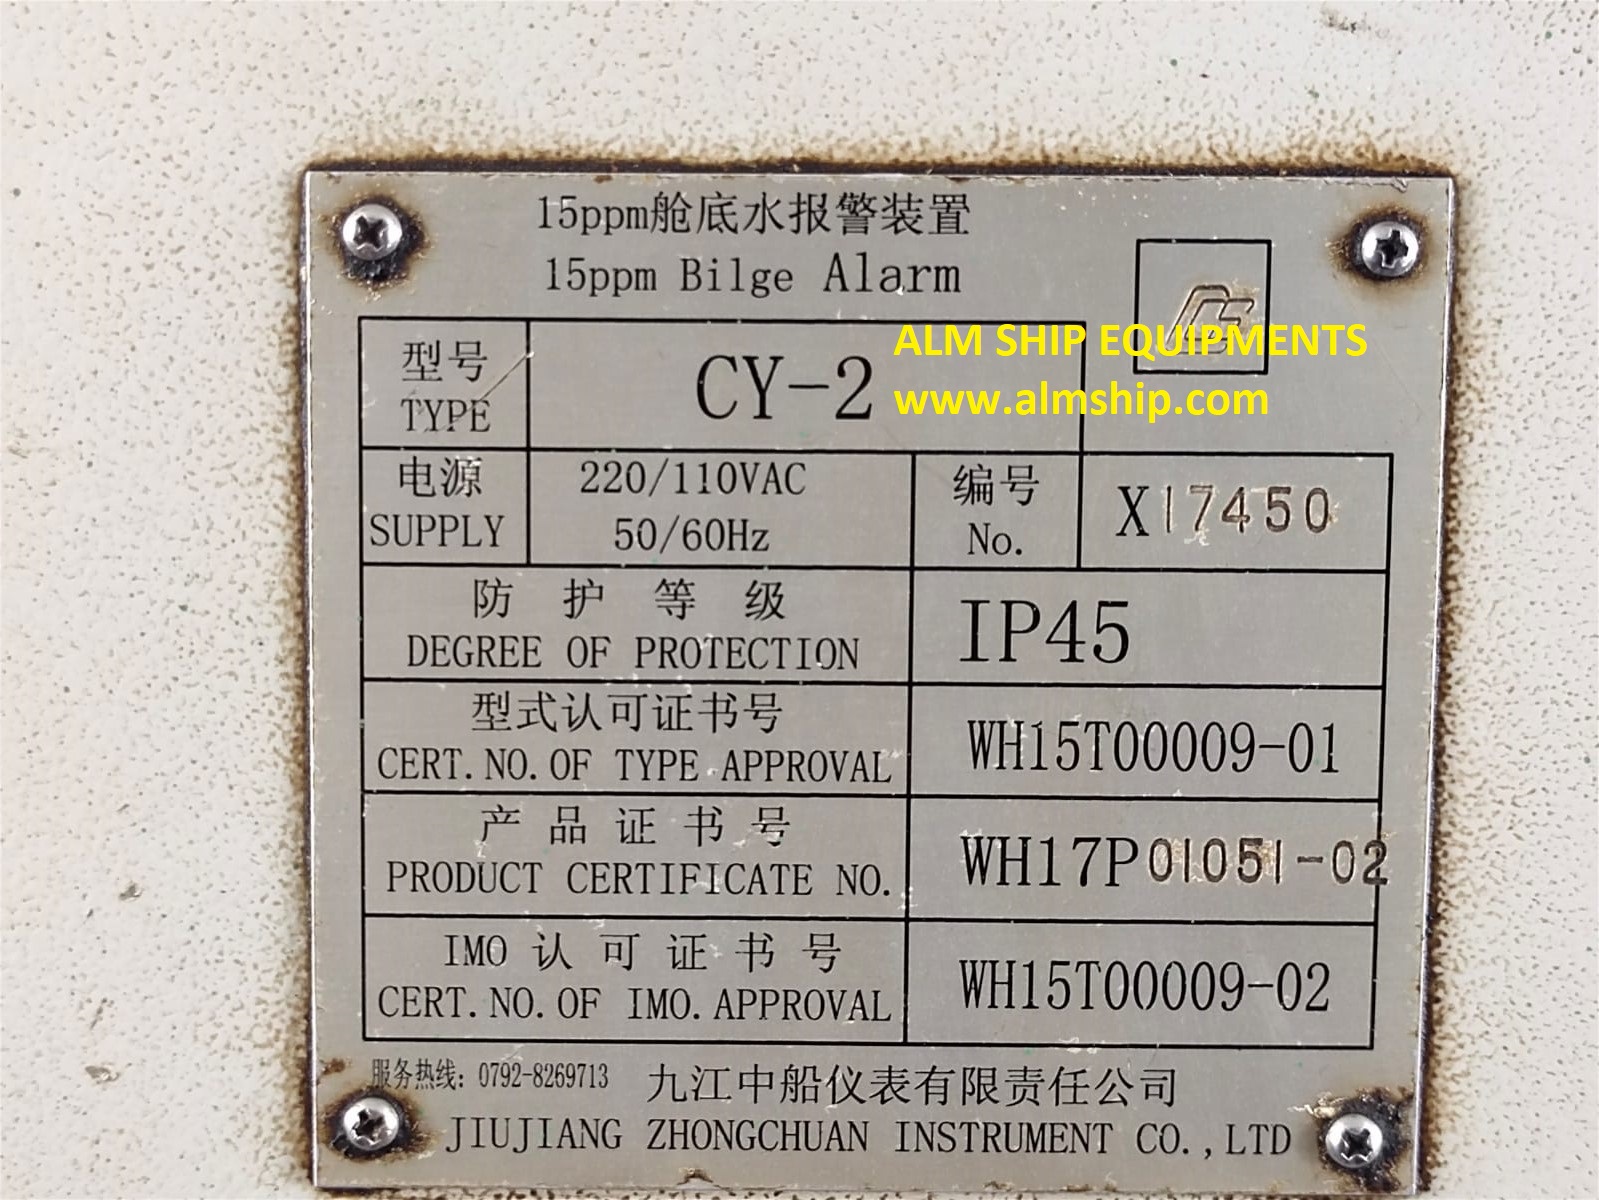 15ppm舱底水报警装置
15ppm Bilge Alarm
ALM SHIP EQUIPMENTS
www.almship.com
型号
TYPE
CY-2
电源
SUPPLY
220/110VAC
50/60Hz
编号
No.
X17450
防 护 等 级
DEGREE OF PROTECTION
IP45
型式认可证书号
CERT.NO.OF TYPE APPROVAL
WH15T00009-01
产 品 证 书 号
PRODUCT CERTIFICATE NO.
WH17P01051-02
IMO 认 可 证 书 号
CERT.NO.OF IMO.APPROVAL
WH15T00009-02
服务热线: 0792-8269713
九江中船仪表有限责任公司
JIUJIANG ZHONGCHUAN INSTRUMENT CO.,LTD